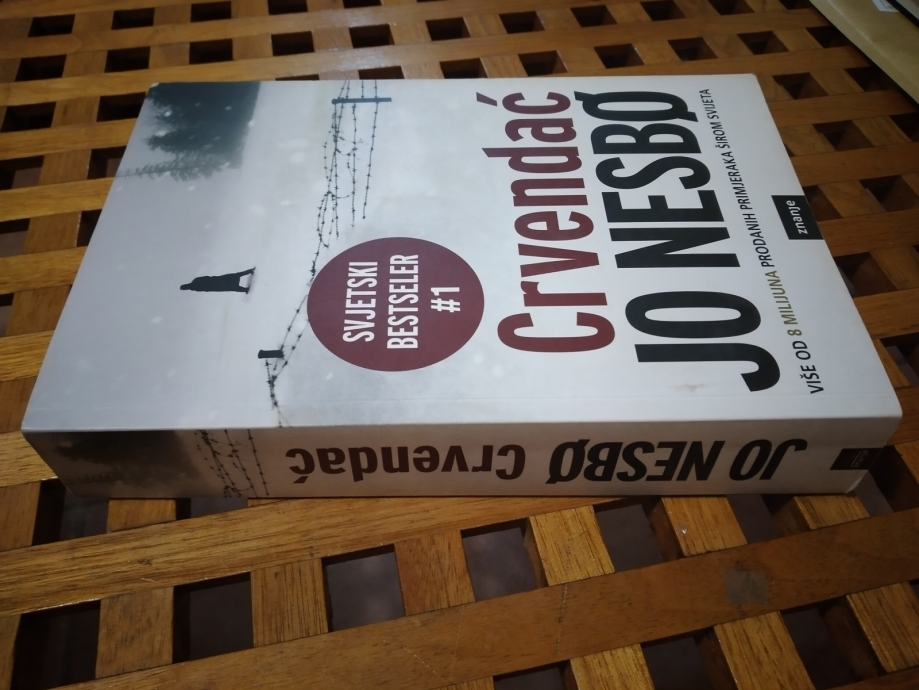 Crvendać
JO NESBØ
VIŠE OD 8 MILIJUNA PRODANIH PRIMJERAKA ŠIROM SVIJETA
znanje
SVJETSKI
BESTSELER
#1
JO NESBØ Crvendać